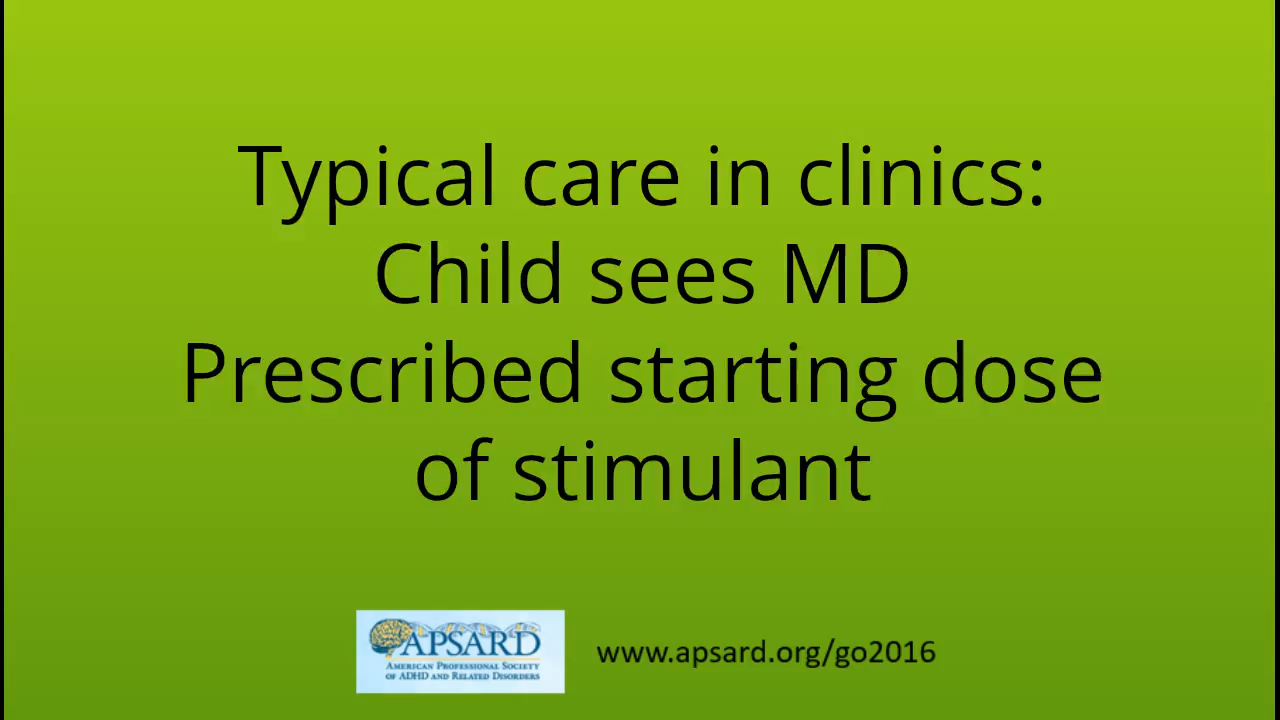 Typical care in clinics:
Child sees MD
Prescribed starting dose
of stimulant
APSARD
AMERICAN PROFESSIONAL SOCIETY
OF ADHD AND RELATED DISORDERS
www.apsard.org/go2016